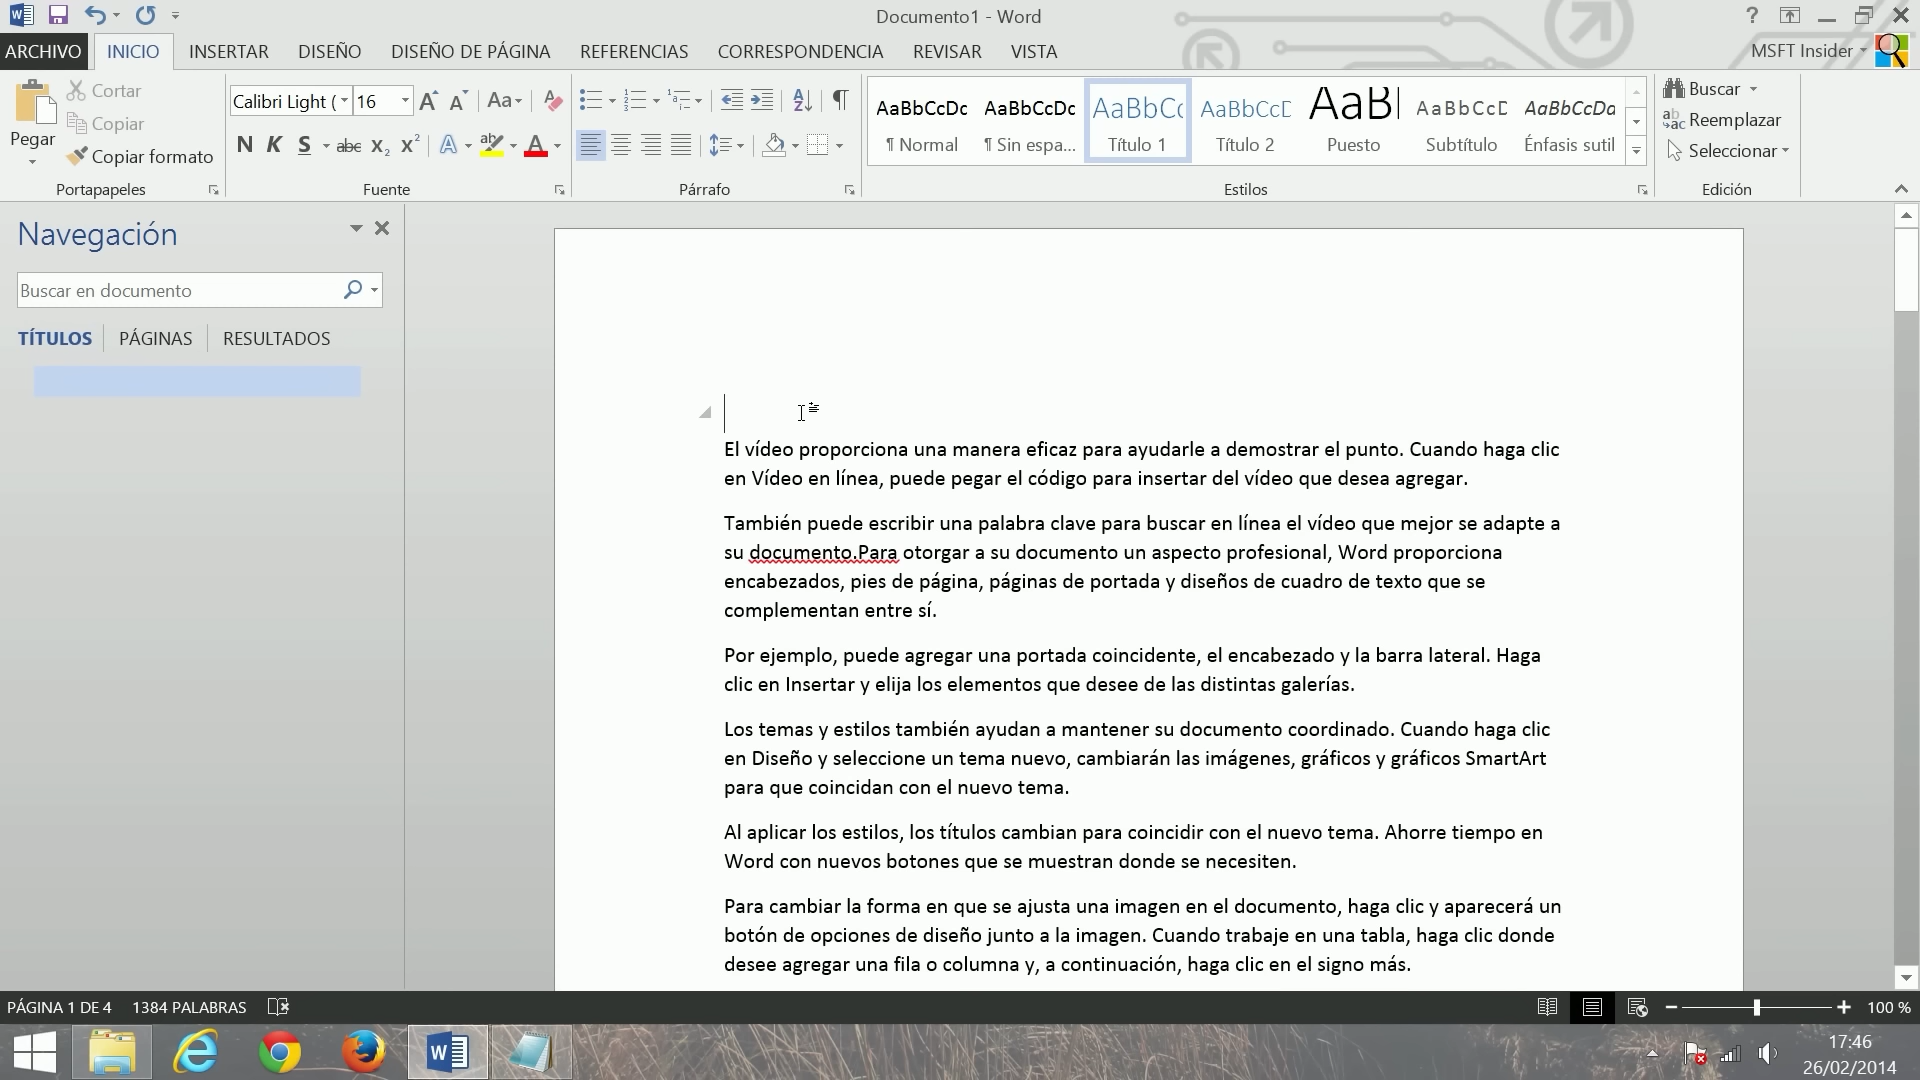 Documento1 - Word
ARCHIVO INICIO INSERTAR DISEÑO DISEÑO DE PÁGINA REFERENCIAS CORRESPONDENCIA REVISAR VISTA MSFT Insider
Pegar
Cortar
Copiar
Copiar formato
Portapapeles
Calibri Light ( 16 Aa
N K S abc X₂ X² A ab A
Fuente
Párrafo
AaBbCcDc AaBbCcDc AaBbCc AaBbCcD AaB AaBbCcD AaBbCcDa
¶ Normal ¶ Sin espa... Título 1 Título 2 Puesto Subtítulo Énfasis sutil
Estilos
Buscar
Reemplazar
Seleccionar
Edición
Navegación
Buscar en documento
TÍTULOS PÁGINAS RESULTADOS
El vídeo proporciona una manera eficaz para ayudarle a demostrar el punto. Cuando haga clic
en Vídeo en línea, puede pegar el código para insertar del vídeo que desea agregar.
También puede escribir una palabra clave para buscar en línea el vídeo que mejor se adapte a
su documento.Para otorgar a su documento un aspecto profesional, Word proporciona
encabezados, pies de página, páginas de portada y diseños de cuadro de texto que se
complementan entre sí.
Por ejemplo, puede agregar una portada coincidente, el encabezado y la barra lateral. Haga
clic en Insertar y elija los elementos que desee de las distintas galerías.
Los temas y estilos también ayudan a mantener su documento coordinado. Cuando haga clic
en Diseño y seleccione un tema nuevo, cambiarán las imágenes, gráficos y gráficos SmartArt
para que coincidan con el nuevo tema.
Al aplicar los estilos, los títulos cambian para coincidir con el nuevo tema. Ahorre tiempo en
Word con nuevos botones que se muestran donde se necesiten.
Para cambiar la forma en que se ajusta una imagen en el documento, haga clic y aparecerá un
botón de opciones de diseño junto a la imagen. Cuando trabaje en una tabla, haga clic donde
desee agregar una fila o columna y, a continuación, haga clic en el signo más.
PÁGINA 1 DE 4 1384 PALABRAS 100 %
17:46
26/02/2014